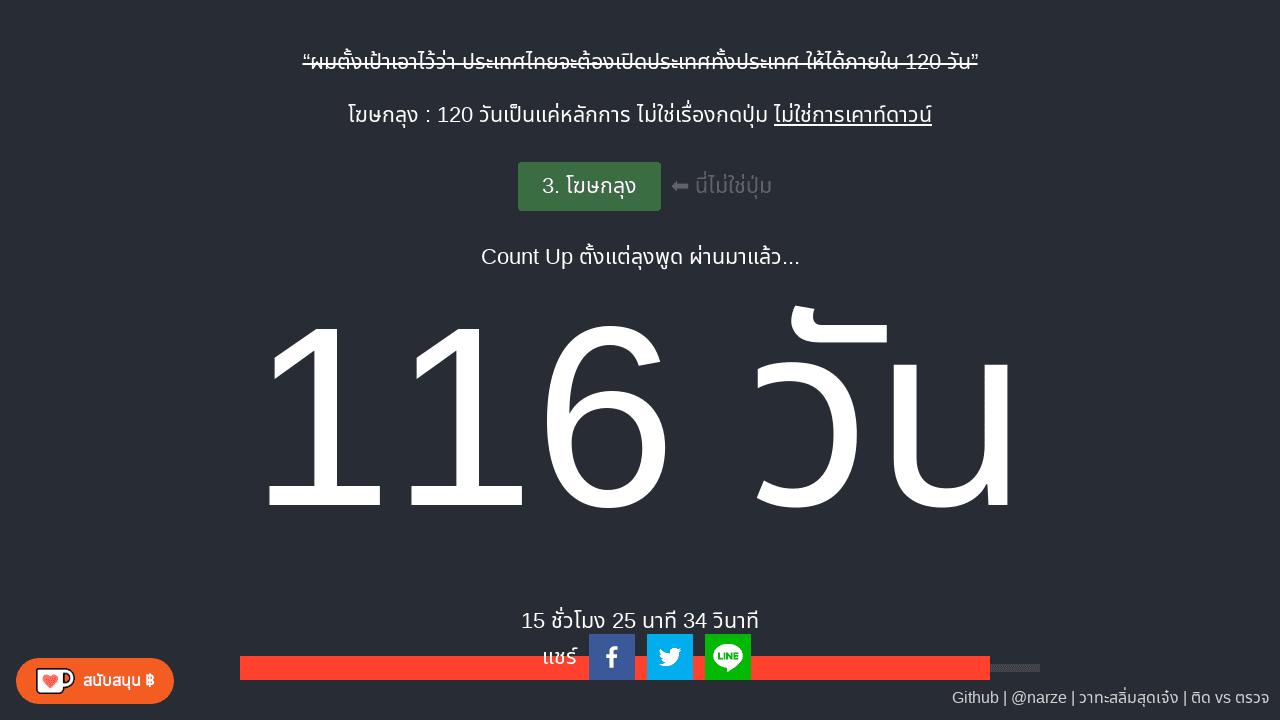 “ผมตั้งเป้าเอาไว้ว่า ประเทศไทยจะต้องเปิดประเทศทั้งประเทศ ให้ได้ภายใน 120 วัน”
โฆษกลุง : 120 วันเป็นแค่หลักการ ไม่ใช่เรื่องกดปุ่ม ไม่ใช่การเคาท์ดาวน์
3. โฆษกลุง ⬅ นี่ไม่ใช่ปุ่ม
Count Up ตั้งแต่ลุงพูด ผ่านมาแล้ว...
116 วัน
15 ชั่วโมง 25 นาที 34 วินาที
แชร์ LINE
สนับสนุน ฿
Github | @narze | วาทะสลิ่มสุดเจ๋ง | ติด vs ตรวจ